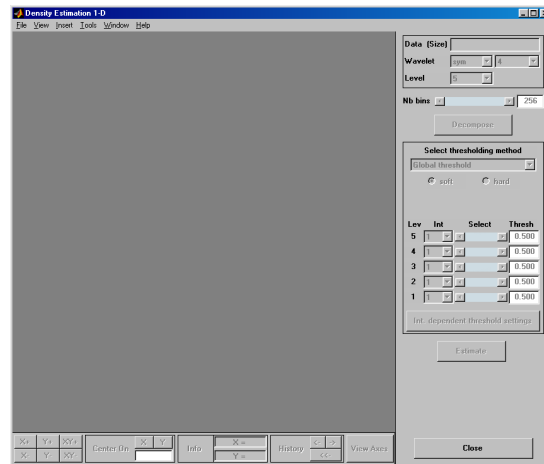 Density Estimation 1-D
File View Insert Tools Window Help
Data (Size)
Wavelet sym 4
Level 5
Nb bins 256
Decompose
Select thresholding method
Global threshold
soft hard
Lev Int Select Thresh
5 1 0.500
4 1 0.500
3 1 0.500
2 1 0.500
1 1 0.500
Int. dependent threshold settings
Estimate
X+ Y+ XY+ Center On X Y Info X = History <- -> View Axes
X- Y- XY- Y = <<-
Close